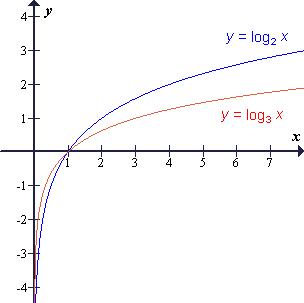 y
4
y = log₂ x
3
2
1
y = log₃ x
x
1 2 3 4 5 6 7
-1
-2
-3
-4